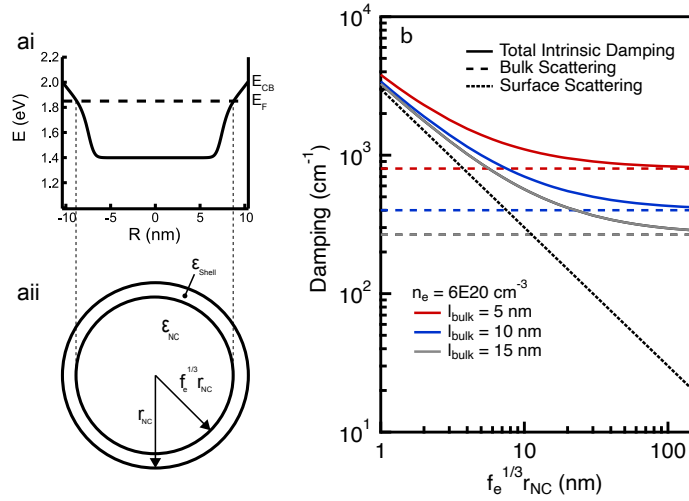 ai
2.2
2.0
1.8
1.6
1.4
1.2
E (eV)
E_CB
E_F
-10
-5
0
5
10
R (nm)
aii
ε_Shell
ε_NC
f_e^1/3 r_NC
r_NC
b
10^4
10^3
10^2
10^1
Damping (cm^-1)
Total Intrinsic Damping
Bulk Scattering
Surface Scattering
n_e = 6E20 cm^-3
l_bulk = 5 nm
l_bulk = 10 nm
l_bulk = 15 nm
1
10
100
f_e^1/3 r_NC (nm)